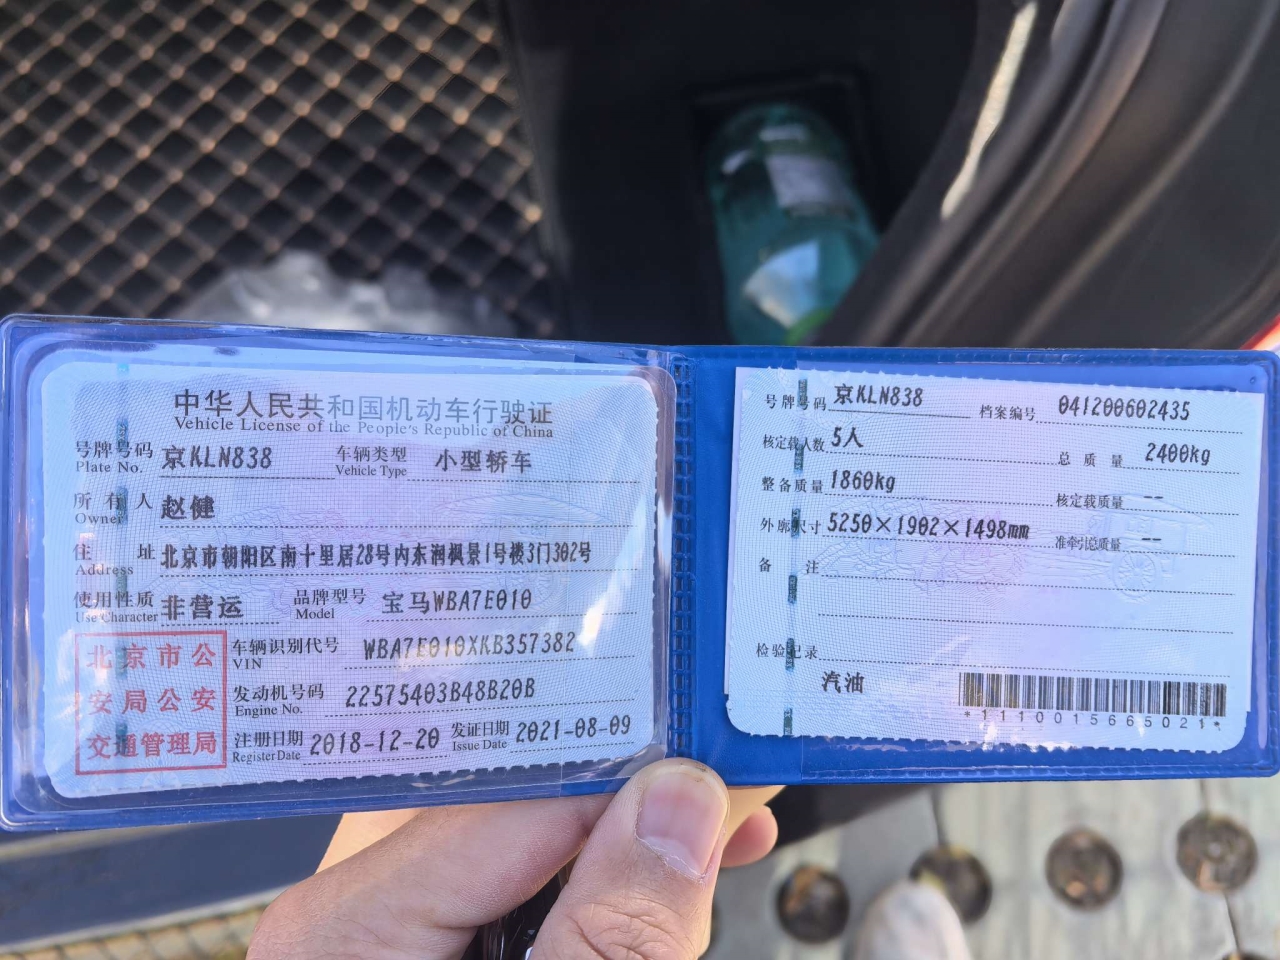 中华人民共和国机动车行驶证
Vehicle License of the People's Republic of China
号牌号码 京KLN838 车辆类型 小型轿车
Plate No. Vehicle Type
所有人 赵健
Owner
住址 北京市朝阳区南十里居28号内东润枫景1号楼3门302号
Address
使用性质 非营运 品牌型号 宝马WBA7E010
Use Character Model
北京市公
安局公安
交通管理局
车辆识别代号 WBA7E010XKB357382
VIN
发动机号码 22575403B48B20B
Engine No.
注册日期 2018-12-20 发证日期 2021-08-09
Register Date Issue Date
号牌号码 京KLN838 档案编号 041200602435
核定载人数 5人 总质量 2400kg
整备质量 1860kg 核定载质量 --
外廓尺寸 5250×1902×1498mm 准牵引总质量 --
备注
检验记录
汽油
*1110015665021*